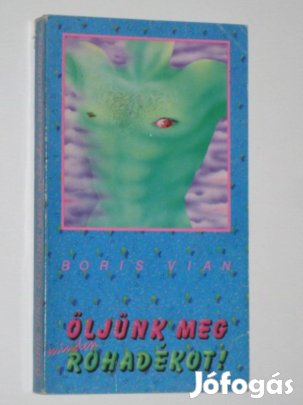 BORIS VIAN
ÖLJÜNK MEG
minden
ROHADÉKOT!
Jófogás